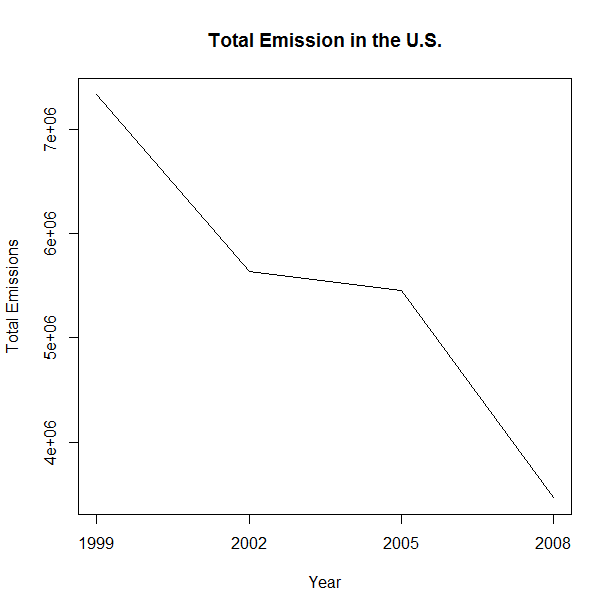 Total Emission in the U.S.
Total Emissions
7e+06
6e+06
5e+06
4e+06
1999 2002 2005 2008
Year